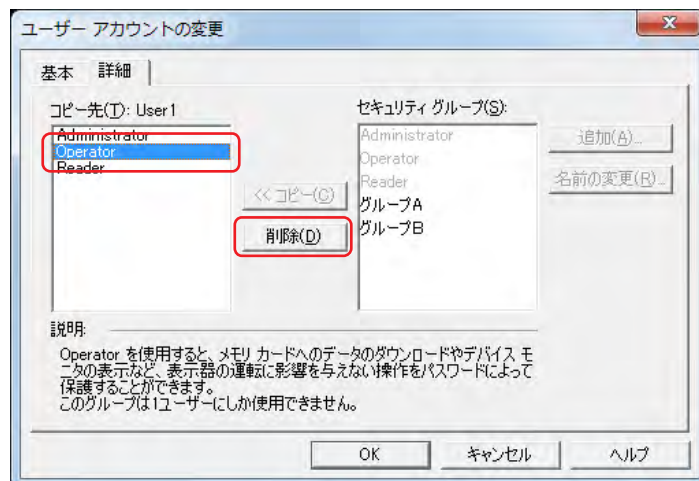 ユーザー アカウントの変更
基本 詳細
コピー先(T): User1
Administrator
Operator
Reader
<< コピー(C)
削除(D)
セキュリティ グループ(S):
Administrator
Operator
Reader
グループA
グループB
追加(A)...
名前の変更(R)...
説明:
Operator を使用すると、メモリ カードへのデータのダウンロードやデバイス モ
ニタの表示など、表示器の運転に影響を与えない操作をパスワードによって
保護することができます。
このグループは1ユーザーにしか使用できません。
OK キャンセル ヘルプ